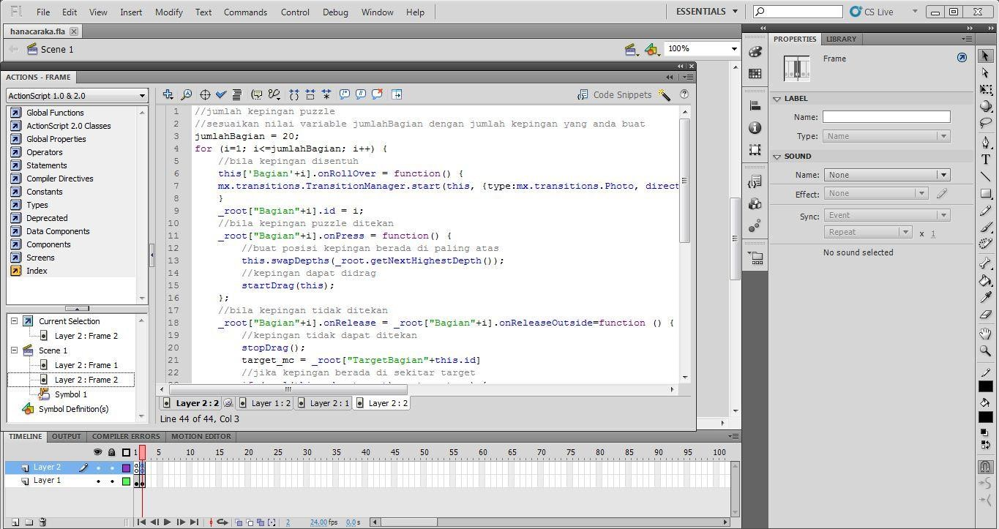 Fl File Edit View Insert Modify Text Commands Control Debug Window Help ESSENTIALS CS Live
hanacaraka.fla
Scene 1 100%
ACTIONS - FRAME
ActionScript 1.0 & 2.0
Global Functions
ActionScript 2.0 Classes
Global Properties
Operators
Statements
Compiler Directives
Constants
Types
Deprecated
Data Components
Components
Screens
Index
Current Selection
Layer 2 : Frame 2
Scene 1
Layer 2 : Frame 1
Layer 2 : Frame 2
Symbol 1
Symbol Definition(s)
Code Snippets
1 //jumlah kepingan puzzle
2 //sesuaikan nilai variable jumlahBagian dengan jumlah kepingan yang anda buat
3 jumlahBagian = 20;
4 for (i=1; i<=jumlahBagian; i++) {
5 //bila kepingan disentuh
6 this['Bagian'+i].onRollOver = function() {
7 mx.transitions.TransitionManager.start(this, {type:mx.transitions.Photo, direct
8 }
9 _root["Bagian"+i].id = i;
10 //bila kepingan puzzle ditekan
11 _root["Bagian"+i].onPress = function() {
12 //buat posisi kepingan berada di paling atas
13 this.swapDepths(_root.getNextHighestDepth());
14 //kepingan dapat didrag
15 startDrag(this);
16 };
17 //bila kepingan tidak ditekan
18 _root["Bagian"+i].onRelease = _root["Bagian"+i].onReleaseOutside=function () {
19 //kepingan tidak dapat ditekan
20 stopDrag();
21 target_mc = _root["TargetBagian"+this.id]
22 //jika kepingan berada di sekitar target
Layer 2 : 2 Layer 1 : 2 Layer 2 : 1 Layer 2 : 2
Line 44 of 44, Col 3
PROPERTIES LIBRARY
Frame
LABEL
Name:
Type: Name
SOUND
Name: None
Effect: None
Sync: Event
Repeat x 1
No sound selected
TIMELINE OUTPUT COMPILER ERRORS MOTION EDITOR
1 5 10 15 20 25 30 35 40 45 50 55 60 65 70 75 80 85 90 95 100
Layer 2
Layer 1
2 24.00 fps 0.0 s